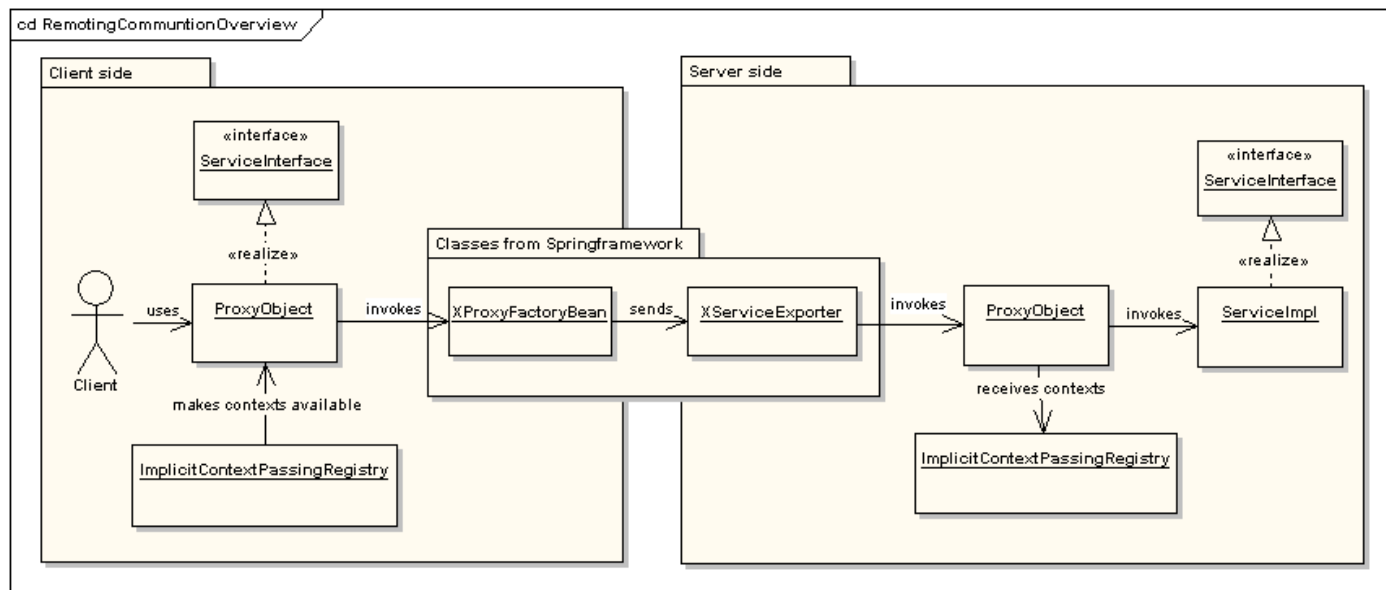 cd RemotingCommuntionOverview
Client side
«interface»
ServiceInterface
«realize»
Client
uses
ProxyObject
invokes
makes contexts available
ImplicitContextPassingRegistry
Classes from Springframework
XProxyFactoryBean
sends
XServiceExporter
Server side
invokes
ProxyObject
invokes
«interface»
ServiceInterface
«realize»
ServiceImpl
receives contexts
ImplicitContextPassingRegistry